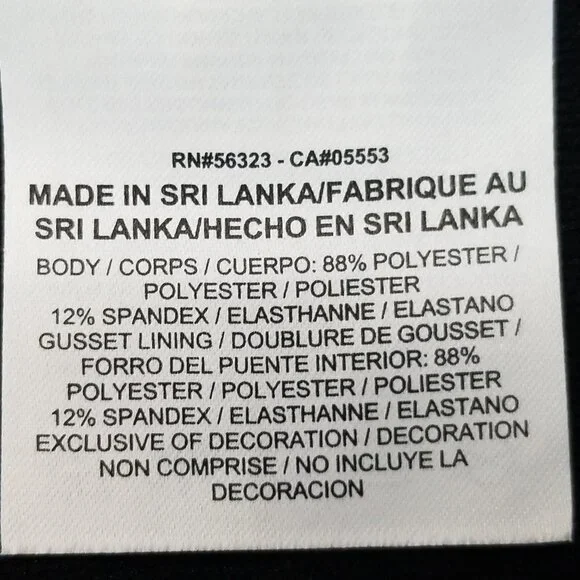 RN#56323 - CA#05553
MADE IN SRI LANKA/FABRIQUE AU
SRI LANKA/HECHO EN SRI LANKA
BODY / CORPS / CUERPO: 88% POLYESTER /
POLYESTER / POLIESTER
12% SPANDEX / ELASTHANNE / ELASTANO
GUSSET LINING / DOUBLURE DE GOUSSET /
FORRO DEL PUENTE INTERIOR: 88%
POLYESTER / POLYESTER / POLIESTER
12% SPANDEX / ELASTHANNE / ELASTANO
EXCLUSIVE OF DECORATION / DECORATION
NON COMPRISE / NO INCLUYE LA
DECORACION